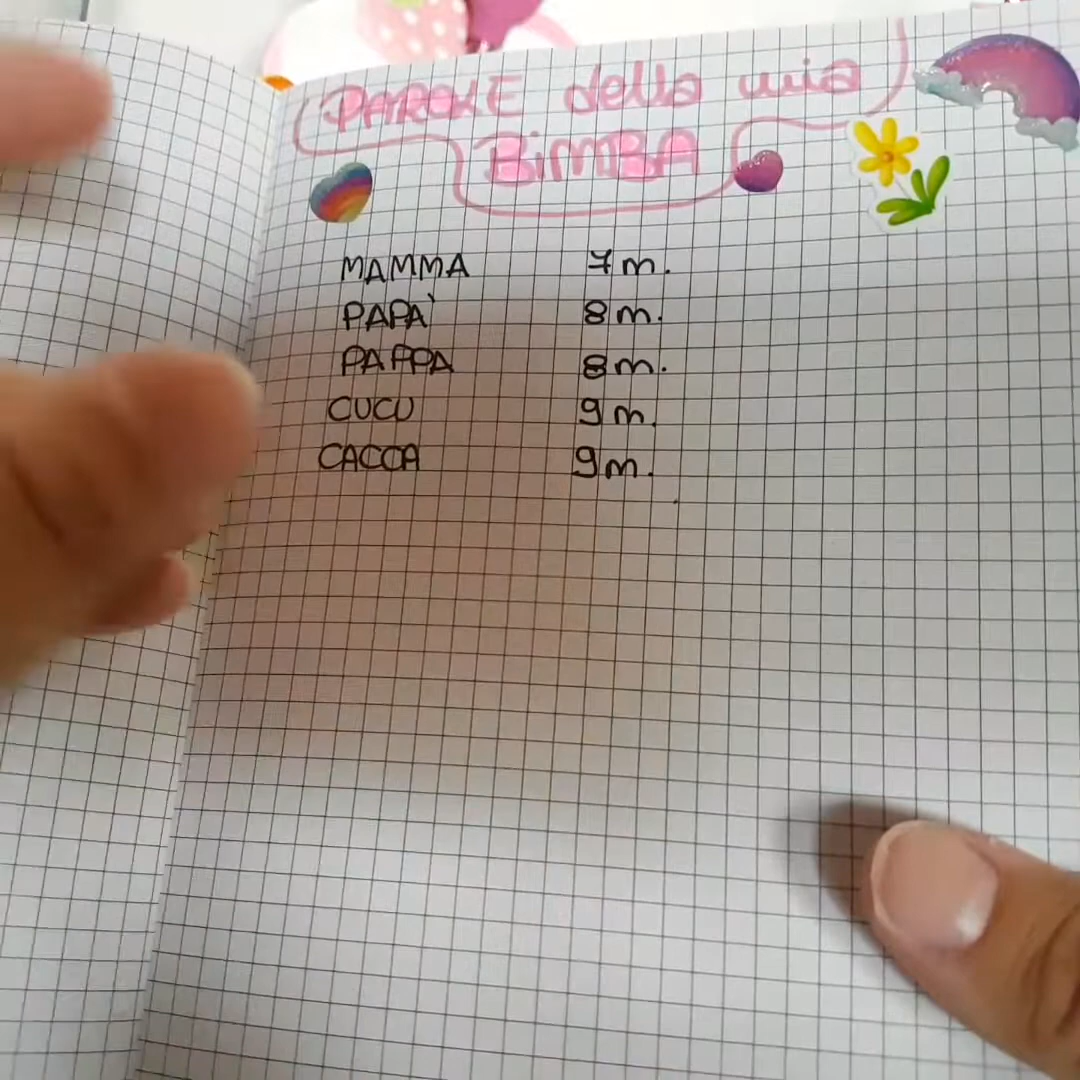 PAROLE della mia
BiMBA
MAMMA 7 m.
PAPÀ 8 m.
PAPPA 8 m.
CUCU 9 m.
CACCA 9 m.